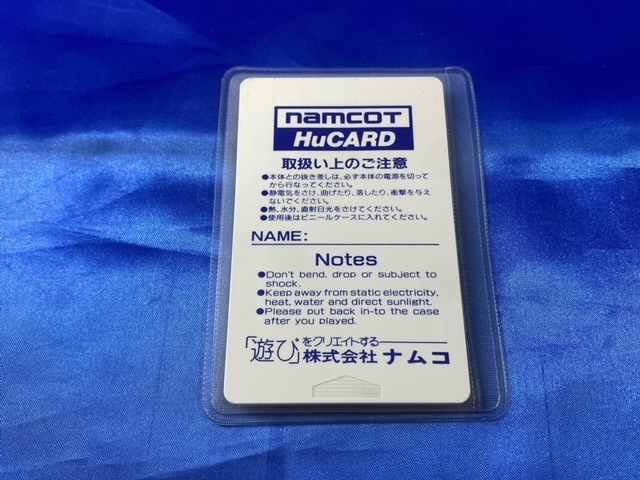 namcot
HuCARD
取扱い上のご注意
●本体との抜き差しは、必ず本体の電源を切って
から行なってください。
●静電気をさけ、曲げたり、落したり、衝撃を与え
ないでください。
●熱、水分、直射日光をさけてください。
●使用後はビニールケースに入れてください。
NAME:
Notes
●Don't bend, drop or subject to
shock.
●Keep away from static electricity,
heat, water and direct sunlight.
●Please put back in-to the case
after you played.
「遊び」をクリエイトする
株式会社ナムコ